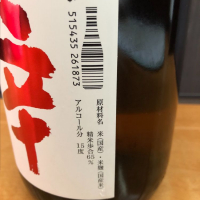 515435 261873
原材料名 米(国産)・米麹(国産米)
精米歩合65%
アルコール分 15度